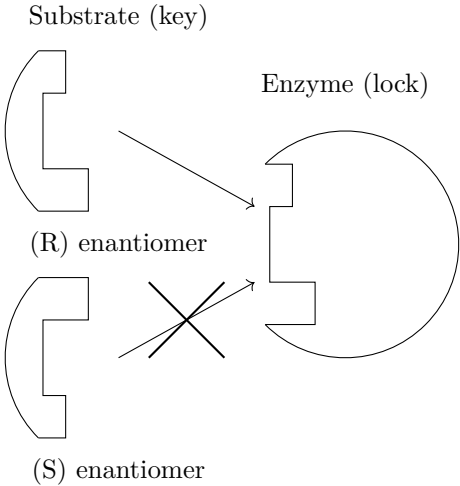 Substrate (key)
Enzyme (lock)
(R) enantiomer
(S) enantiomer